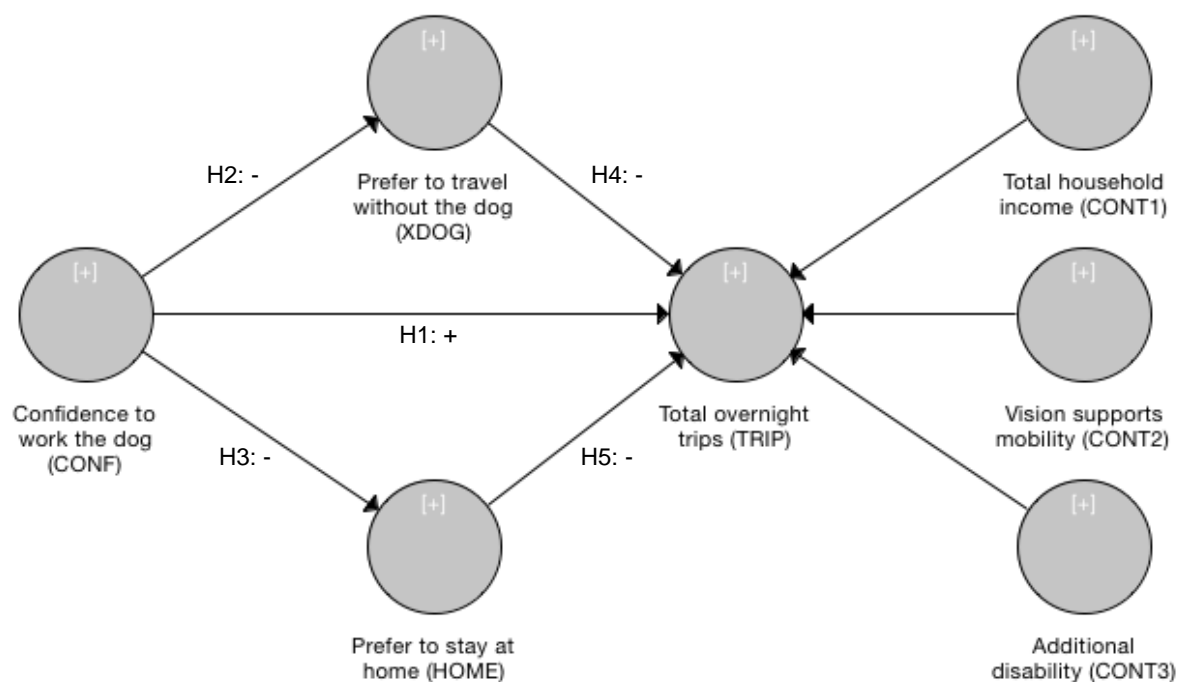 [+]
[+]
H2: -
H4: -
Prefer to travel
without the dog
(XDOG)
Total household
income (CONT1)
[+]
[+]
[+]
H1: +
Confidence to
work the dog
(CONF)
Total overnight
trips (TRIP)
Vision supports
mobility (CONT2)
H3: -
H5: -
[+]
[+]
Prefer to stay at
home (HOME)
Additional
disability (CONT3)